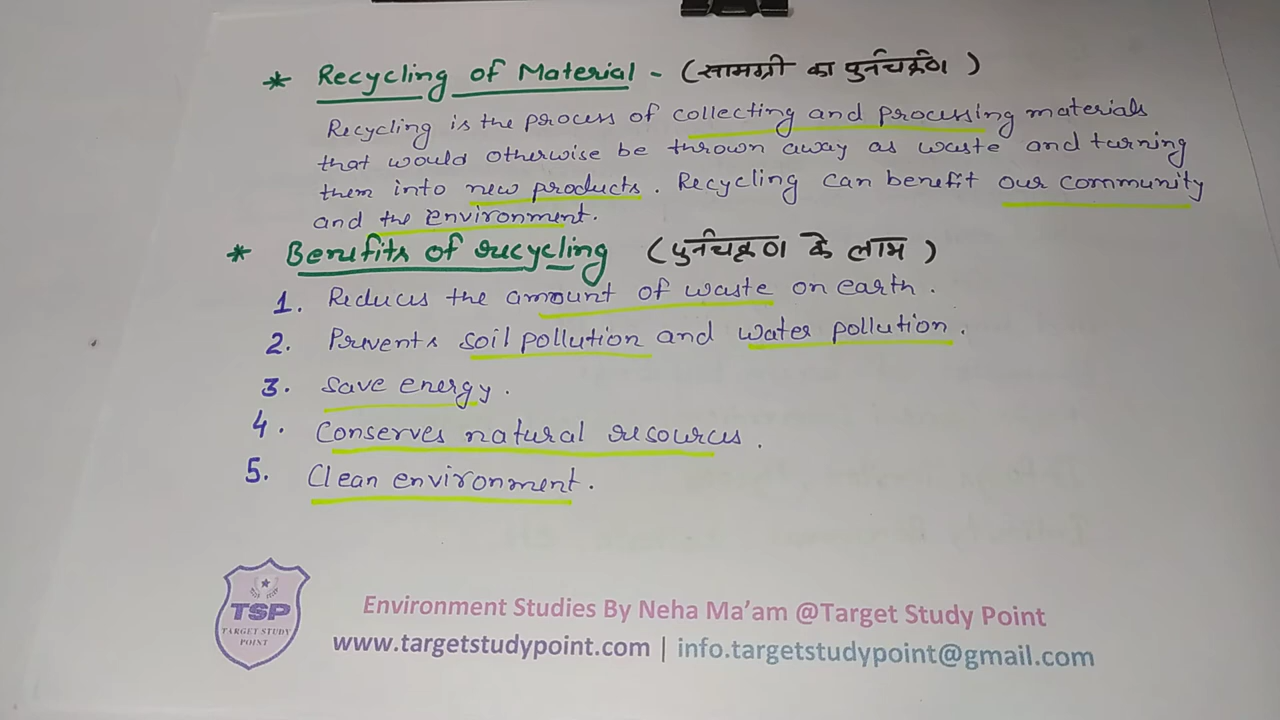 * Recycling of Material - (सामग्री का पुर्नचक्रण)
Recycling is the process of collecting and processing materials
that would otherwise be thrown away as waste and turning
them into new products. Recycling can benefit our community
and the environment.
* Benefits of recycling (पुर्नचक्रण के लाभ)
1. Reduces the amount of waste on earth.
2. Prevents soil pollution and water pollution.
3. Save energy.
4. Conserves natural resources.
5. Clean environment.
TSP
TARGET STUDY
POINT
Environment Studies By Neha Ma'am @Target Study Point
www.targetstudypoint.com | info.targetstudypoint@gmail.com